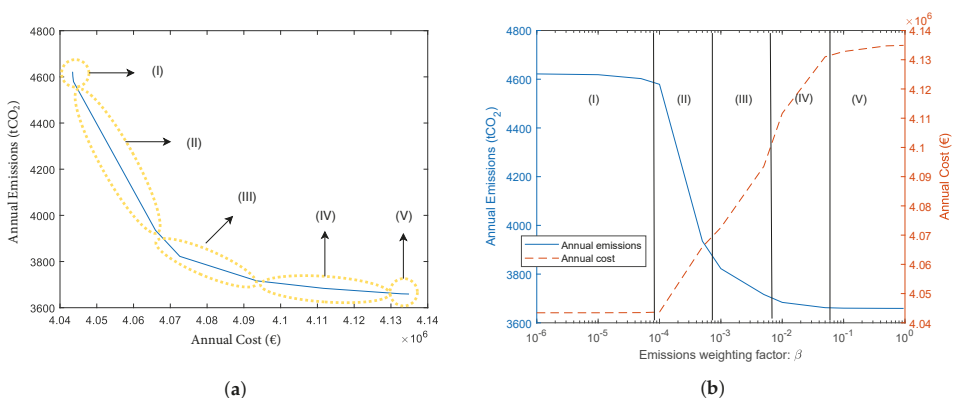 4800
4600
4400
4200
4000
3800
3600
Annual Emissions (tCO2)
(I)
(II)
(III)
(IV)
(V)
4.04 4.05 4.06 4.07 4.08 4.09 4.1 4.11 4.12 4.13 4.14
Annual Cost (€)
×10^6
(a)
4800
4600
4400
4200
4000
3800
3600
Annual Emissions (tCO2)
(I) (II) (III) (IV) (V)
Annual emissions
Annual cost
10^-6 10^-5 10^-4 10^-3 10^-2 10^-1 10^0
Emissions weighting factor: β
×10^6
4.14
4.13
4.12
4.11
4.1
4.09
4.08
4.07
4.06
4.05
4.04
Annual Cost (€)
(b)